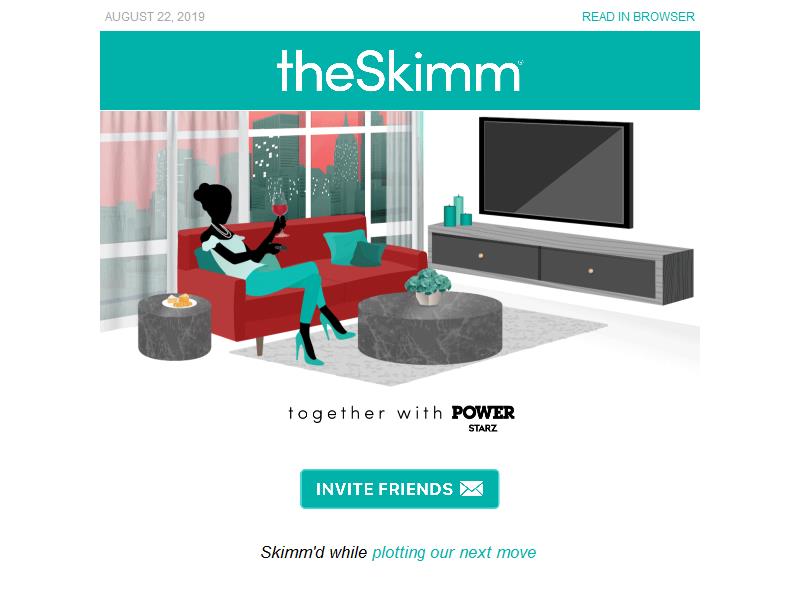 AUGUST 22, 2019 READ IN BROWSER
theSkimm®
together with POWER
STARZ
INVITE FRIENDS
Skimm'd while plotting our next move